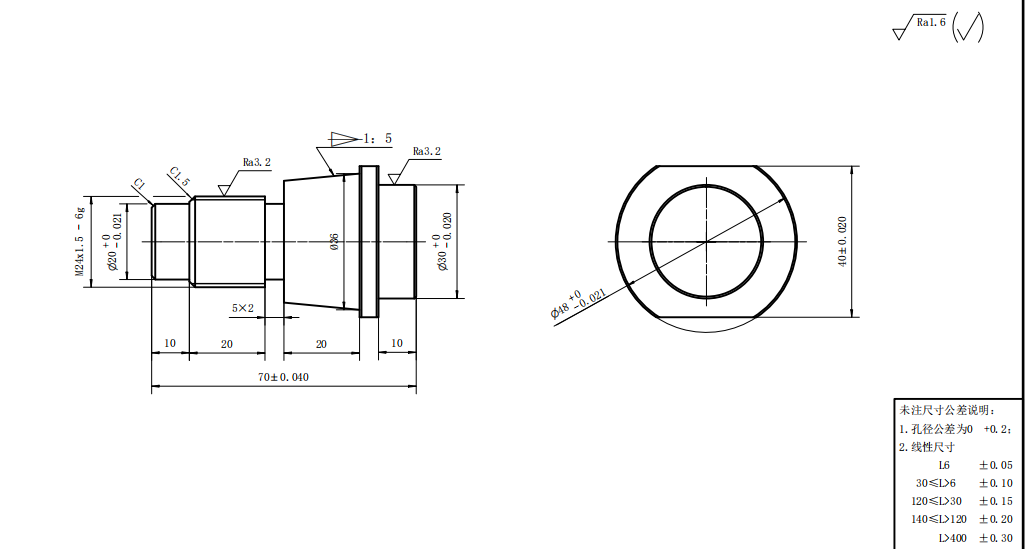 Ra1.6
1: 5
Ra3.2
Ra3.2
C1.5
C1
M24x1.5 - 6g
Ø20 +0 -0.021
Ø36
Ø30 +0 -0.020
5×2
10
20
20
10
70±0.040
Ø48 +0 -0.021
40±0.020
未注尺寸公差说明:
1.孔径公差为0 +0.2;
2.线性尺寸
L6 ±0.05
30≤L>6 ±0.10
120≤L>30 ±0.15
140≤L>120 ±0.20
L>400 ±0.30